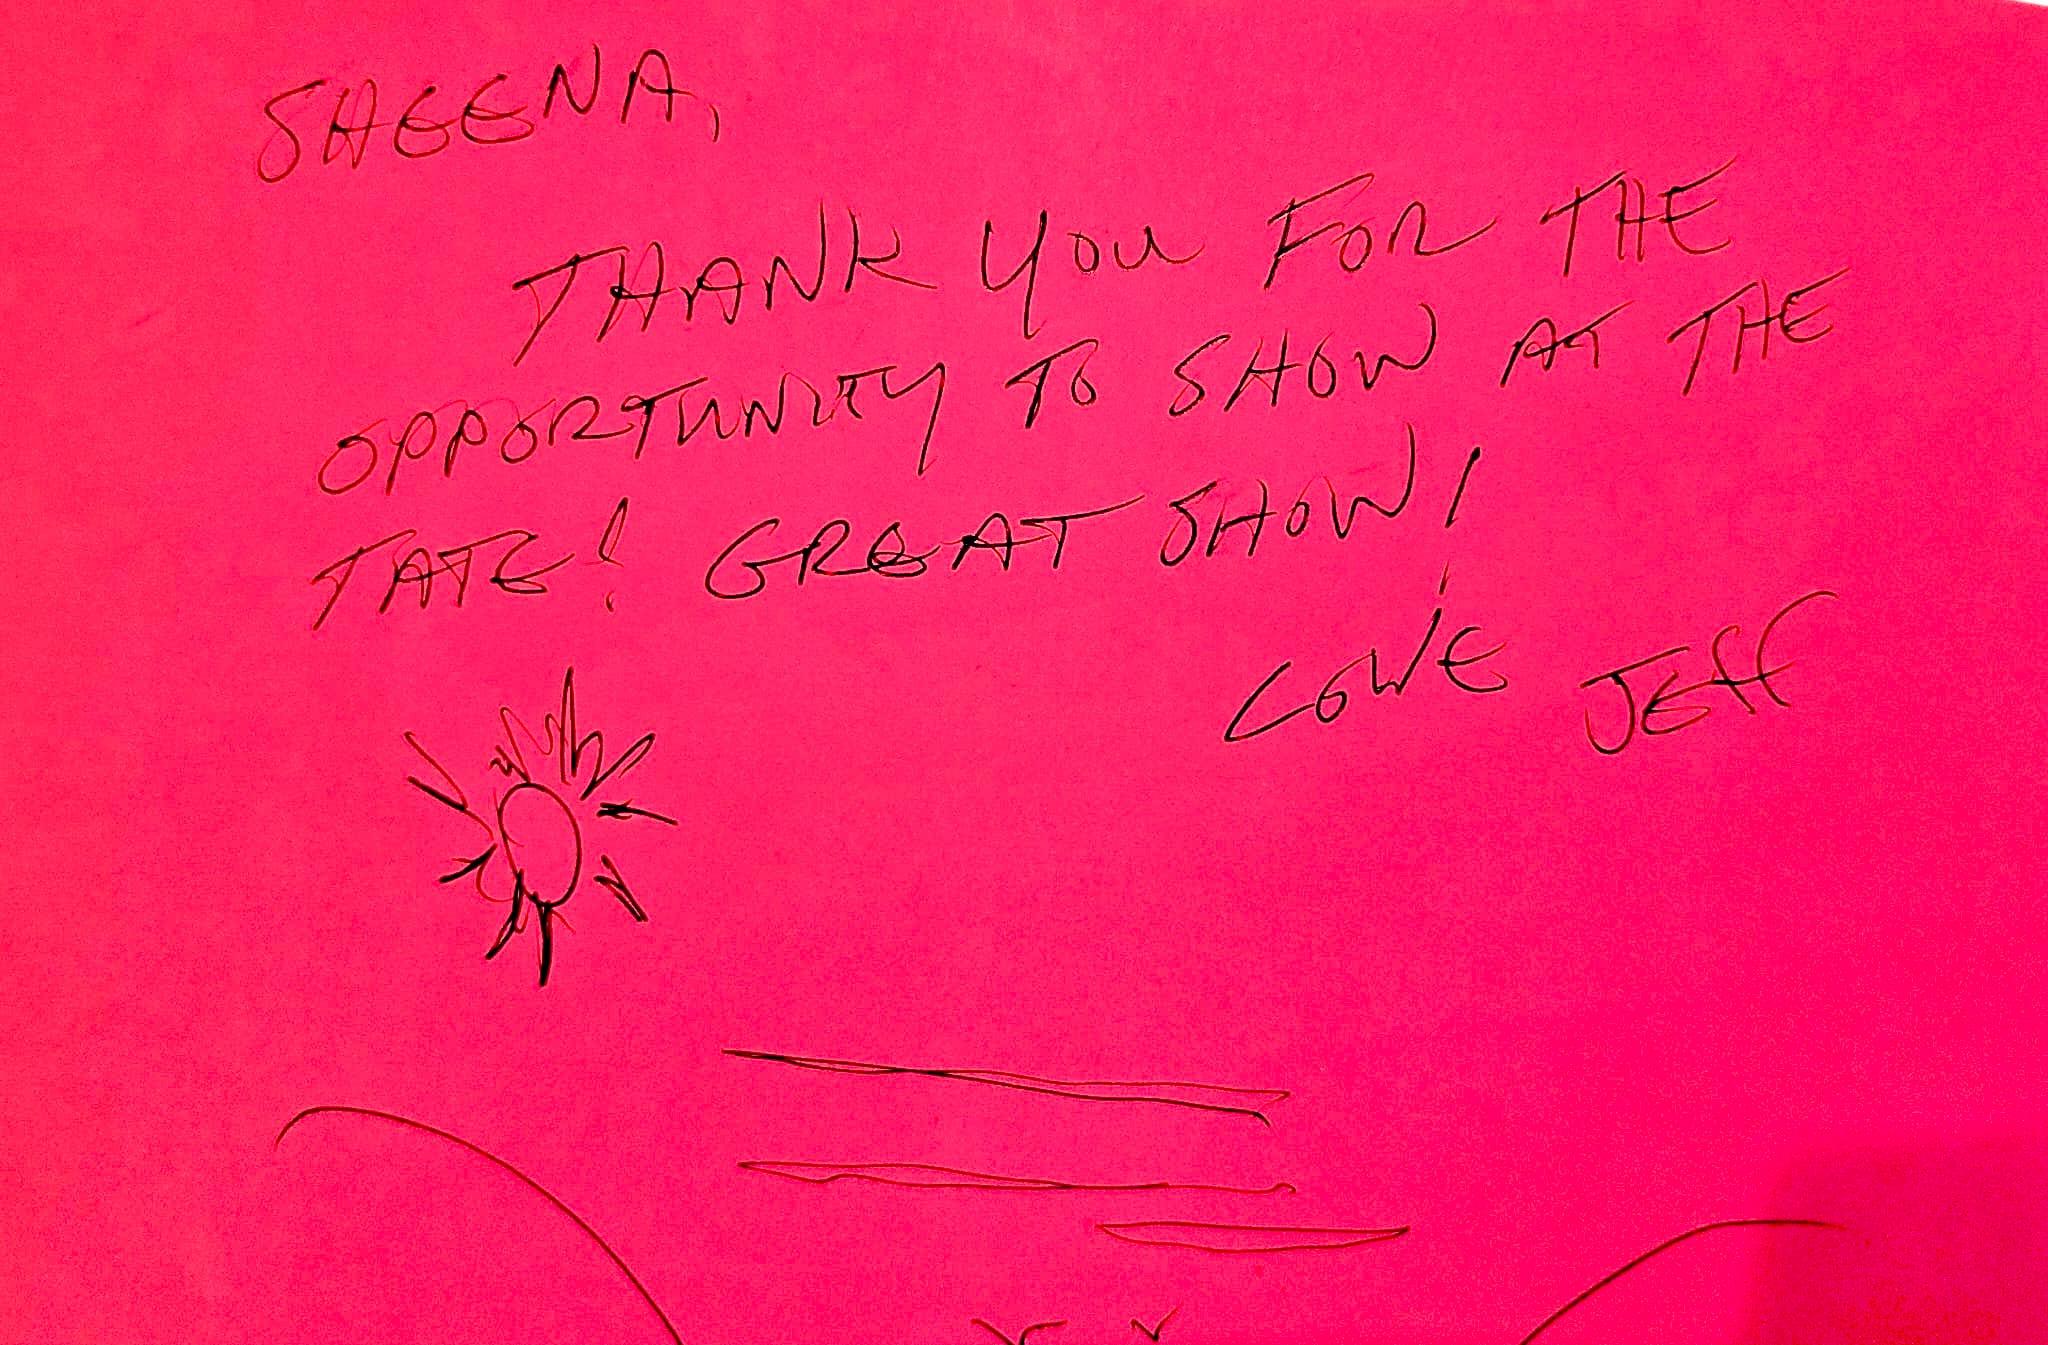 SHEENA,
THANK YOU FOR THE
OPPORTUNITY TO SHOW AT THE
TATE! GREAT SHOW!
LOVE JEFF